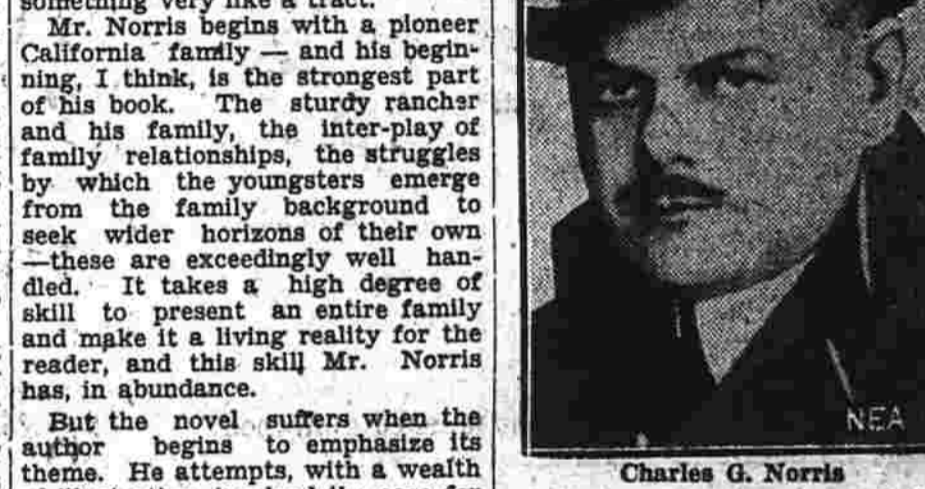 something very like a tract.
Mr. Norris begins with a pioneer
California family — and his begin-
ning, I think, is the strongest part
of his book. The sturdy rancher
and his family, the inter-play of
family relationships, the struggles
by which the youngsters emerge
from the family background to
seek wider horizons of their own
—these are exceedingly well han-
dled. It takes a high degree of
skill to present an entire family
and make it a living reality for the
reader, and this skill Mr. Norris
has, in abundance.
But the novel suffers when the
author begins to emphasize its
theme. He attempts, with a wealth
NEA
Charles G. Norris